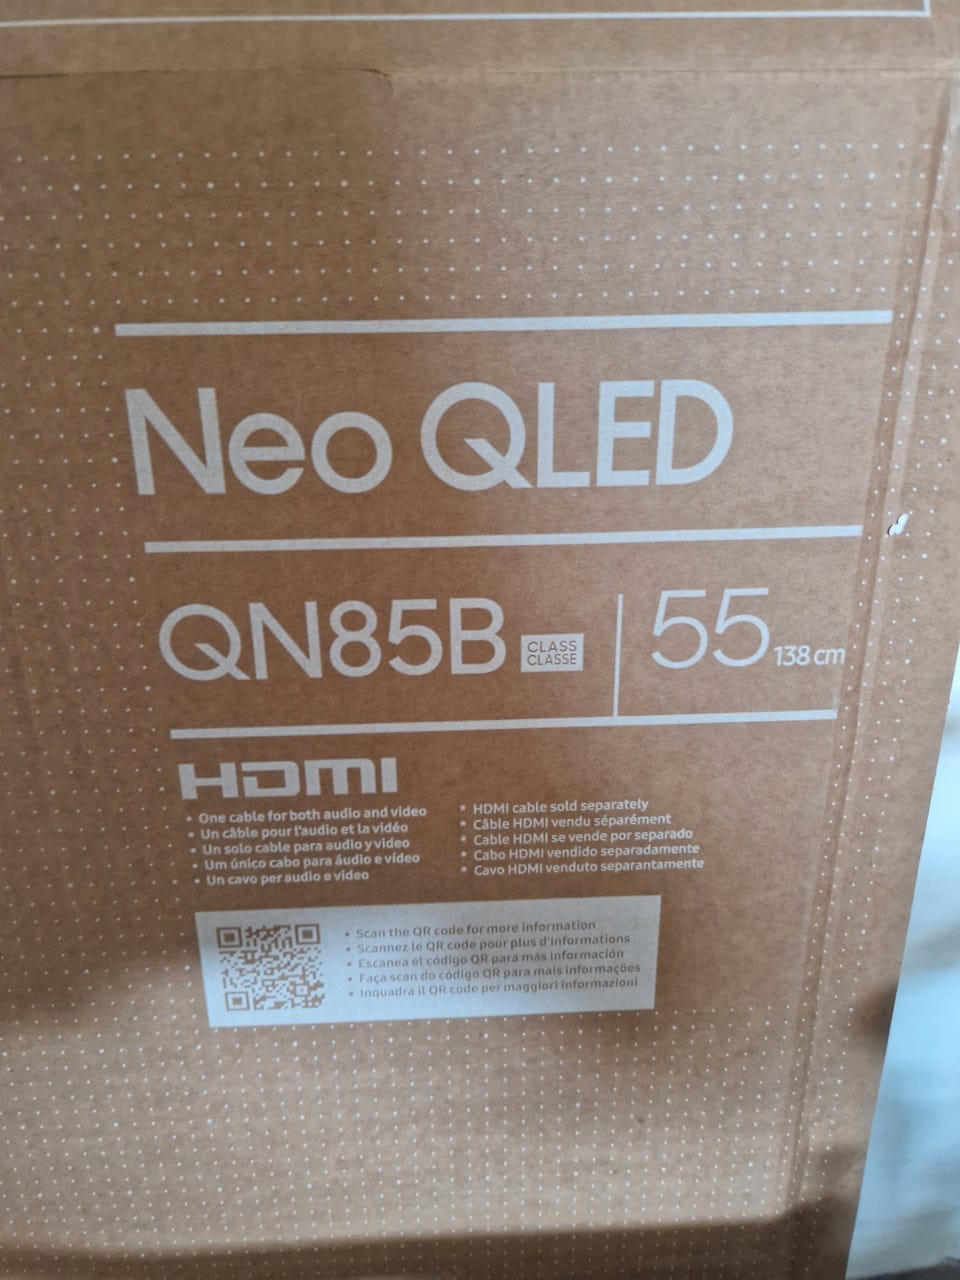 Neo QLED
QN85B CLASS CLASSE 55 138 cm
HDMI
• One cable for both audio and video
• Un câble pour l'audio et la vidéo
• Un solo cable para audio y video
• Um único cabo para áudio e vídeo
• Un cavo per audio e video
* HDMI cable sold separately
* Câble HDMI vendu séparément
* Cable HDMI se vende por separado
* Cabo HDMI vendido separadamente
* Cavo HDMI venduto separatamente
• Scan the QR code for more information
• Scannez le QR code pour plus d'informations
• Escanea el código QR para más información
• Faça scan do código QR para mais informações
• Inquadra il QR code per maggiori informazioni